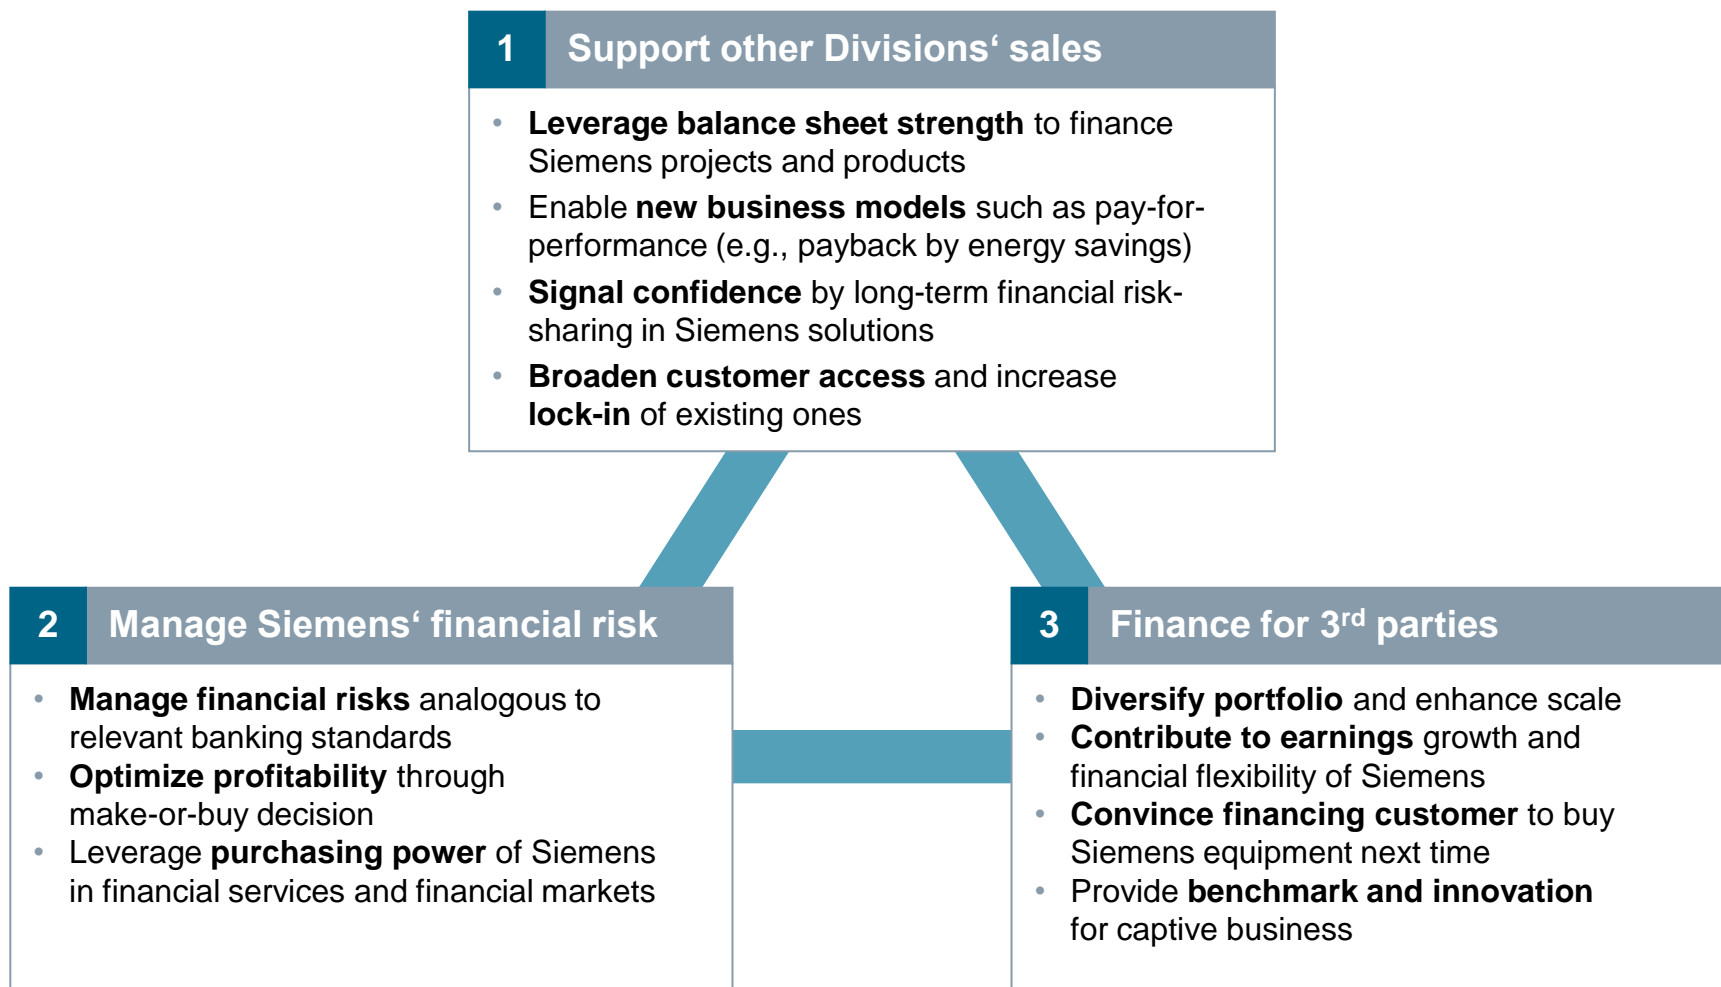 1 Support other Divisions‘ sales
• Leverage balance sheet strength to finance
Siemens projects and products
• Enable new business models such as pay-for-
performance (e.g., payback by energy savings)
• Signal confidence by long-term financial risk-
sharing in Siemens solutions
• Broaden customer access and increase
lock-in of existing ones
2 Manage Siemens‘ financial risk
• Manage financial risks analogous to
relevant banking standards
• Optimize profitability through
make-or-buy decision
• Leverage purchasing power of Siemens
in financial services and financial markets
3 Finance for 3rd parties
• Diversify portfolio and enhance scale
• Contribute to earnings growth and
financial flexibility of Siemens
• Convince financing customer to buy
Siemens equipment next time
• Provide benchmark and innovation
for captive business